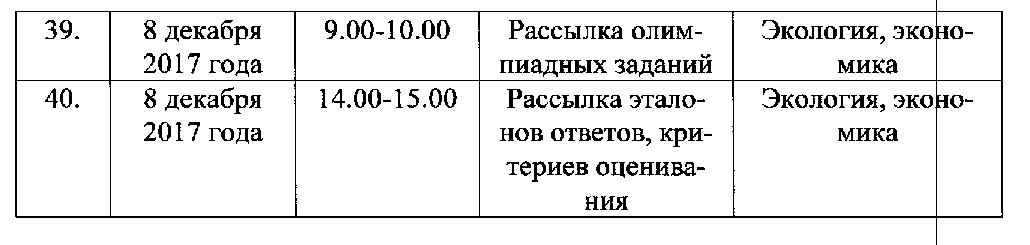 39. 8 декабря 9.00-10.00 Рассылка олим- Экология, эконо-
2017 года пиадных заданий мика
40. 8 декабря 14.00-15.00 Рассылка этало- Экология, эконо-
2017 года нов ответов, кри- мика
териев оценива-
ния